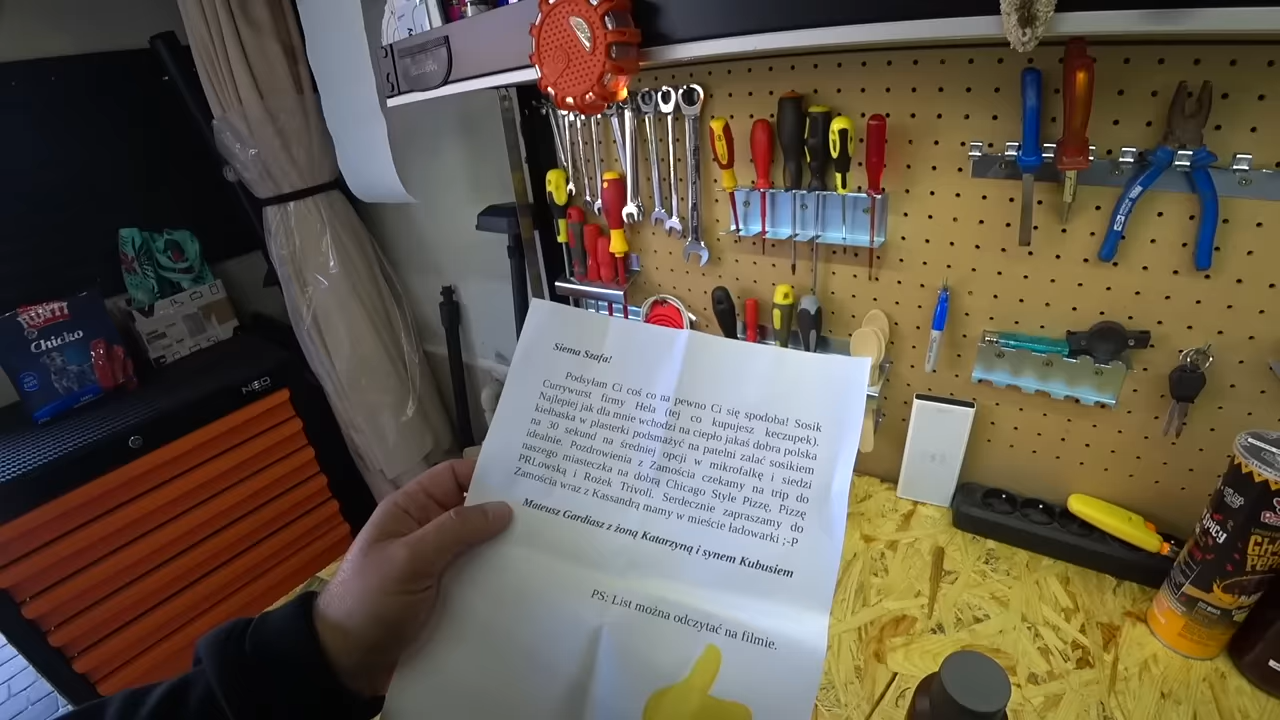 Siema Szafa!
Podsyłam Ci coś co na pewno Ci się spodoba! Sosik
Currywurst firmy Hela (tej co kupujesz keczupek).
Najlepiej jak dla mnie wchodzi na ciepło jakaś dobra polska
kiełbaska w plasterki podsmażyć na patelni zalać sosikiem
na 30 sekund na średniej opcji w mikrofalkę i siedzi
idealnie. Pozdrowienia z Zamościa czekamy na trip do
naszego miasteczka na dobrą Chicago Style Pizzę, Pizzę
PRLowską i Rożek Trivoli. Serdecznie zapraszamy do
Zamościa wraz z Kassandrą mamy w mieście ładowarki ;-P
Mateusz Gardiasz z żoną Katarzyną i synem Kubusiem
PS: List można odczytać na filmie.
Chicko
NEO